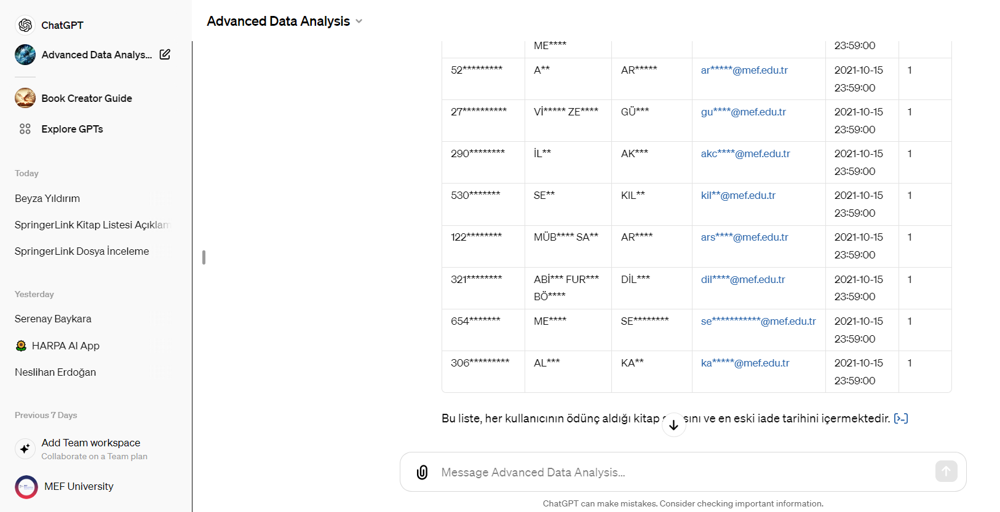 ChatGPT
Advanced Data Analys...
Book Creator Guide
Explore GPTs
Today
Beyza Yıldırım
SpringerLink Kitap Listesi Açıklam
SpringerLink Dosya İnceleme
Yesterday
Serenay Baykara
HARPA AI App
Neslihan Erdoğan
Previous 7 Days
Add Team workspace
Collaborate on a Team plan
MEF University
Advanced Data Analysis
ME**** 23:59:00
52********* A** AR***** ar*****@mef.edu.tr 2021-10-15 1
23:59:00
27********** Vİ***** ZE**** GÜ*** gu****@mef.edu.tr 2021-10-15 1
23:59:00
290******** İL** AK*** akc****@mef.edu.tr 2021-10-15 1
23:59:00
530******* SE** KIL** kil**@mef.edu.tr 2021-10-15 1
23:59:00
122******** MÜB**** SA** AR**** ars****@mef.edu.tr 2021-10-15 1
23:59:00
321******** ABİ*** FUR*** DİL*** dil****@mef.edu.tr 2021-10-15 1
BÖ**** 23:59:00
654******* ME**** SE******** se***********@mef.edu.tr 2021-10-15 1
23:59:00
306********* AL*** KA** ka*****@mef.edu.tr 2021-10-15 1
23:59:00
Bu liste, her kullanıcının ödünç aldığı kitap ve en eski iade tarihini içermektedir. [>-]
Message Advanced Data Analysis...
ChatGPT can make mistakes. Consider checking important information.